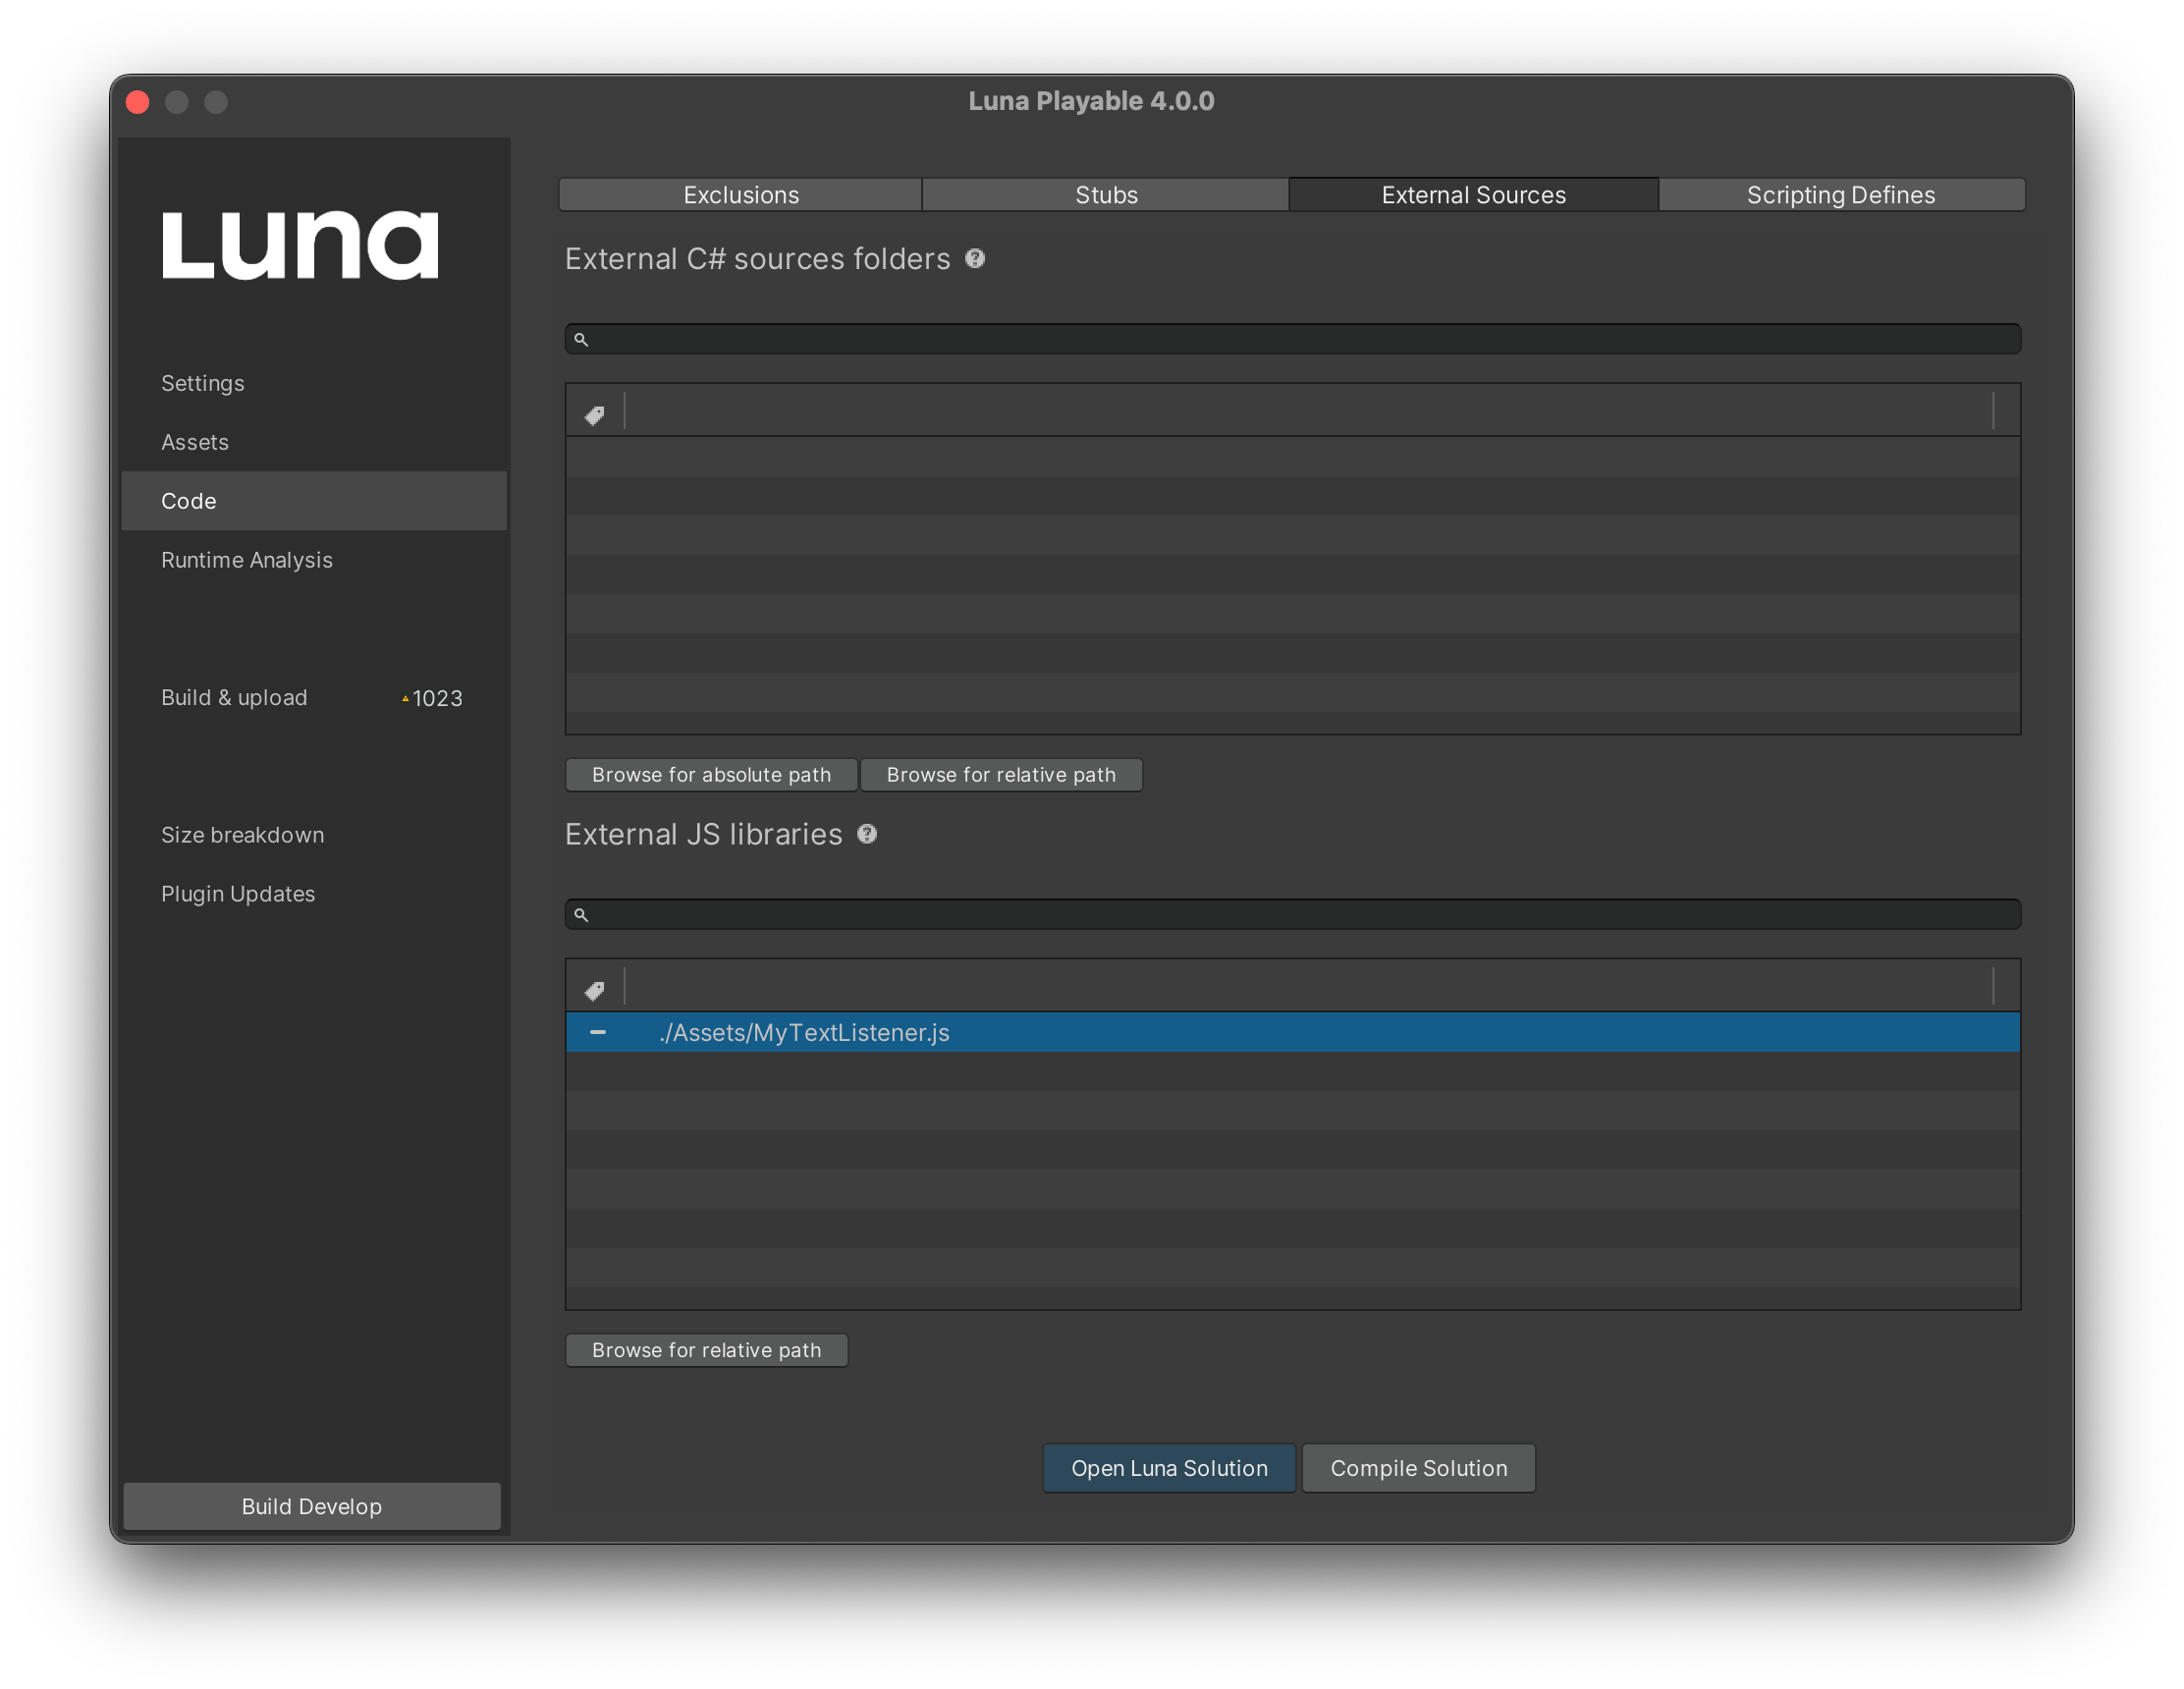 Luna Playable 4.0.0
Luna
Settings
Assets
Code
Runtime Analysis
Build & upload 1023
Size breakdown
Plugin Updates
Build Develop
Exclusions Stubs External Sources Scripting Defines
External C# sources folders
Browse for absolute path Browse for relative path
External JS libraries
./Assets/MyTextListener.js
Browse for relative path
Open Luna Solution Compile Solution